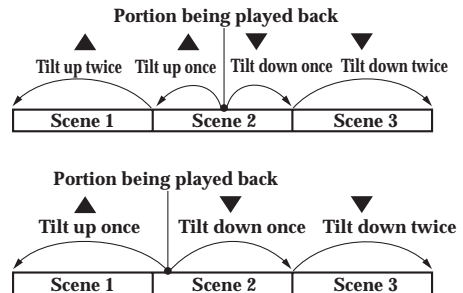 Portion being played back
Tilt up twice Tilt up once Tilt down once Tilt down twice
Scene 1 Scene 2 Scene 3
Portion being played back
Tilt up once Tilt down once Tilt down twice
Scene 1 Scene 2 Scene 3